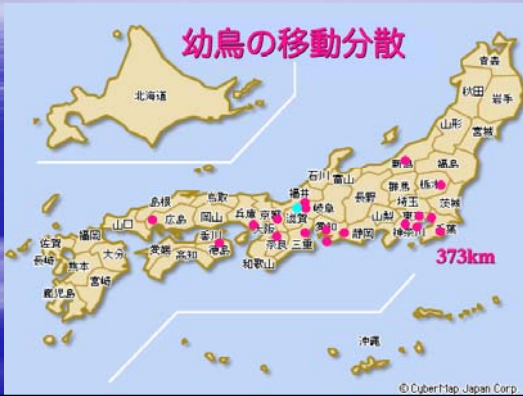 幼鳥の移動分散
北海道
青森
秋田
岩手
山形
宮城
新潟
福島
石川
富山
福井
群馬
栃木
長野
埼玉
茨城
岐阜
山梨
東京
千葉
神奈川
島根
鳥取
兵庫
京都
滋賀
愛知
静岡
山口
広島
岡山
大阪
奈良
三重
和歌山
373km
佐賀
福岡
長崎
大分
熊本
宮崎
鹿児島
愛媛
高知
香川
徳島
沖縄
© CyberMap Japan Corp.